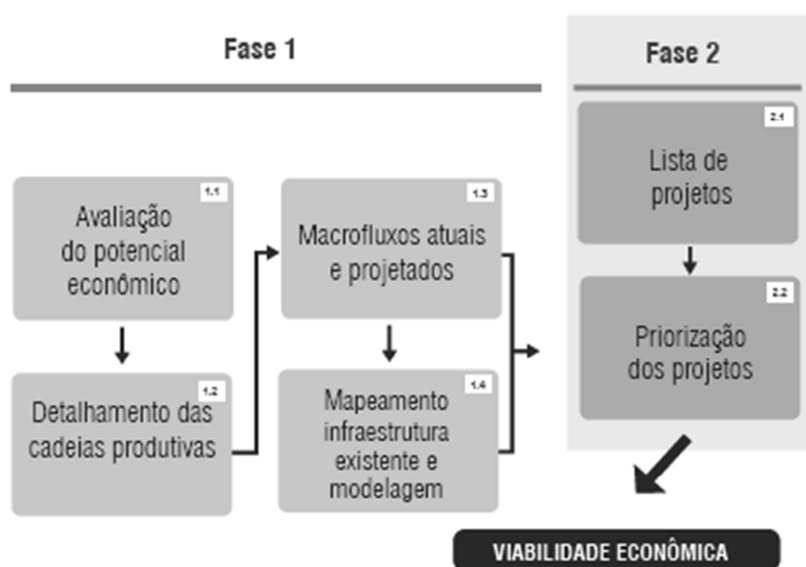 Fase 1
1.1
Avaliação
do potencial
econômico
1.2
Detalhamento das
cadeias produtivas
1.3
Macrofluxos atuais
e projetados
1.4
Mapeamento
infraestrutura
existente e
modelagem
Fase 2
2.1
Lista de
projetos
2.2
Priorização
dos projetos
VIABILIDADE ECONÔMICA